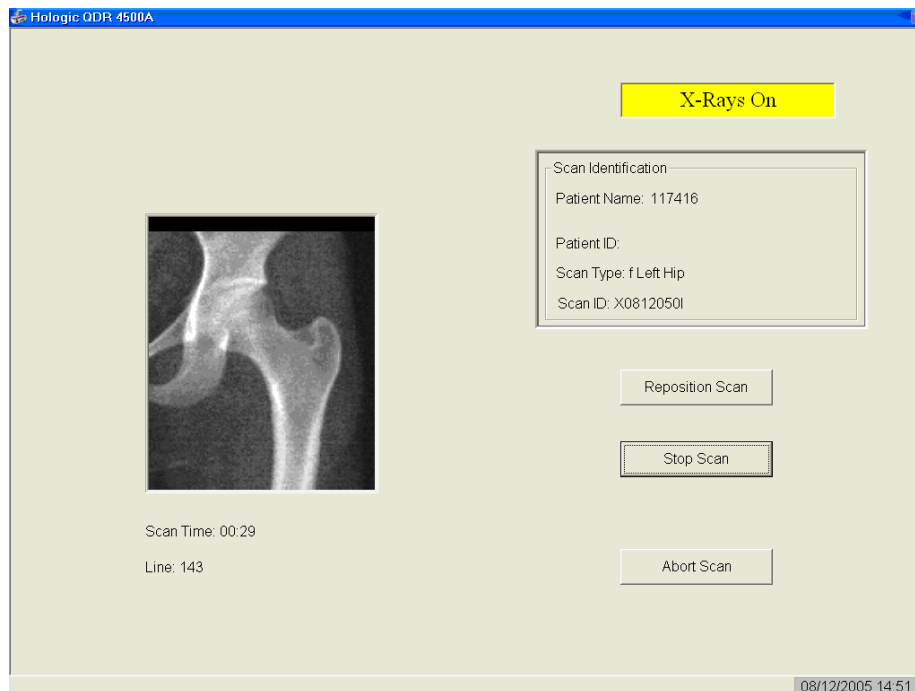 Hologic QDR 4500A
X-Rays On
Scan Identification
Patient Name: 117416
Patient ID:
Scan Type: f Left Hip
Scan ID: X0812050I
Reposition Scan
Stop Scan
Scan Time: 00:29
Line: 143
Abort Scan
08/12/2005 14:51